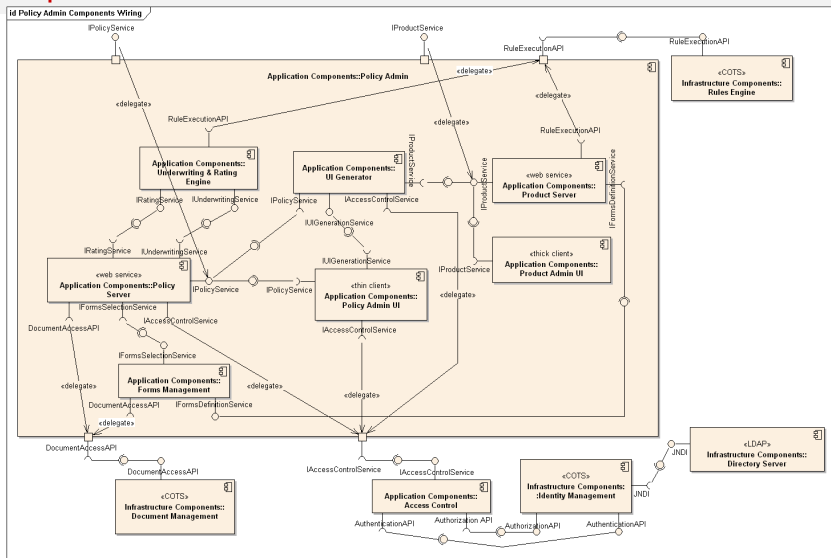 id Policy Admin Components Wiring
IPolicyService
IProductService
RuleExecutionAPI
RuleExecutionAPI
«COTS»
Infrastructure Components::
Rules Engine
Application Components::Policy Admin
«delegate»
«delegate»
«delegate»
«delegate»
RuleExecutionAPI
RuleExecutionAPI
Application Components::
Underwriting & Rating
Engine
Application Components::
UI Generator
IProductService
IProductService
«web service»
Application Components::
Product Server
IFormsDefinitionService
IRatingService
IUnderwritingService
IPolicyService
IAccessControlService
IUIGenerationService
IRatingService
IUnderwritingService
IUIGenerationService
«thick client»
Application Components::
Product Admin UI
IProductService
«web service»
Application Components::Policy
Server
IPolicyService
IPolicyService
«thin client»
Application Components::
Policy Admin UI
«delegate»
IFormsSelectionService
IAccessControlService
DocumentAccessAPI
IAccessControlService
IFormsSelectionService
Application Components::
Forms Management
«delegate»
«delegate»
«delegate»
DocumentAccessAPI
IFormsDefinitionService
«delegate»
DocumentAccessAPI
DocumentAccessAPI
«COTS»
Infrastructure Components::
Document Management
IAccessControlService
IAccessControlService
Application Components::
Access Control
AuthenticationAPI
Authorization API
«COTS»
Infrastructure Components:
:Identity Management
AuthorizationAPI
AuthenticationAPI
JNDI
JNDI
«LDAP»
Infrastructure Components::
Directory Server